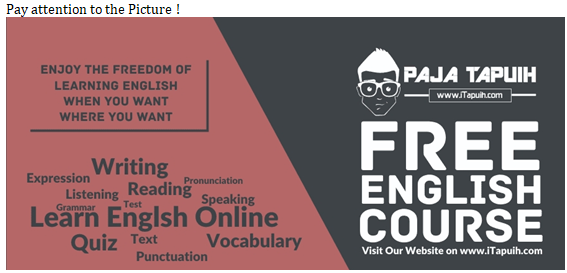 Pay attention to the Picture !
ENJOY THE FREEDOM OF
LEARNING ENGLISH
WHEN YOU WANT
WHERE YOU WANT
Writing
Expression
Pronunciation
Listening
Reading
Speaking
Grammar
Test
Learn Englsh Online
Quiz
Text
Vocabulary
Punctuation
PAJA TAPUIH
www.iTapuih.com
FREE
ENGLISH
COURSE
Visit Our Website on www.iTapuih.com